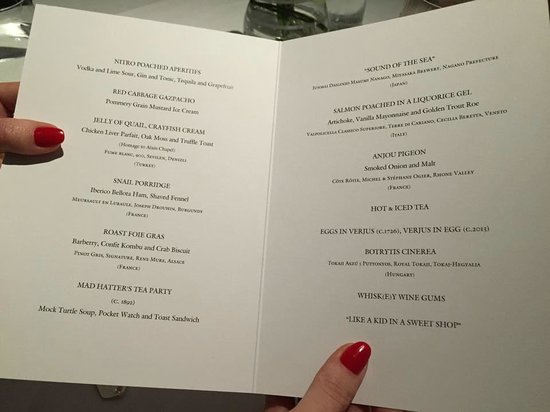 NITRO POACHED APERITIFS
Vodka and Lime Sour, Gin and Tonic, Tequila and Grapefruit
RED CABBAGE GAZPACHO
Pommery Grain Mustard Ice Cream
JELLY OF QUAIL, CRAYFISH CREAM
Chicken Liver Parfait, Oak Moss and Truffle Toast
(Homage to Alain Chapel)
FUME BLANC, 900, SEVILEN, DENIZLI
(TURKEY)
SNAIL PORRIDGE
Iberico Bellota Ham, Shaved Fennel
MEURSAULT EN LURAULE, JOSEPH DROUHIN, BURGUNDY
(FRANCE)
ROAST FOIE GRAS
Barberry, Confit Kombu and Crab Biscuit
PINOT GRIS, SIGNATURE, RENE MURE, ALSACE
(FRANCE)
MAD HATTER'S TEA PARTY
(c. 1892)
Mock Turtle Soup, Pocket Watch and Toast Sandwich
"SOUND OF THE SEA"
JUNMAI DAIGINJO MASUMI NANAGO, MIYASAKA BREWERY, NAGANO PREFECTURE
(JAPAN)
SALMON POACHED IN A LIQUORICE GEL
Artichoke, Vanilla Mayonnaise and Golden Trout Roe
VALPOLICELLA CLASSICO SUPERIORE, TERRE DI CARIANO, CECILIA BERETTA, VENETO
(ITALY)
ANJOU PIGEON
Smoked Onion and Malt
CÔTE RÔTIE, MICHEL & STÉPHANE OGIER, RHONE VALLEY
(FRANCE)
HOT & ICED TEA
EGGS IN VERJUS (c.1726), VERJUS IN EGG (c.2013)
BOTRYTIS CINEREA
TOKAJI ASZÚ 5 PUTTONYOS, ROYAL TOKAJI, TOKAJ-HEGYALIA
(HUNGARY)
WHISK(E)Y WINE GUMS
"LIKE A KID IN A SWEET SHOP"